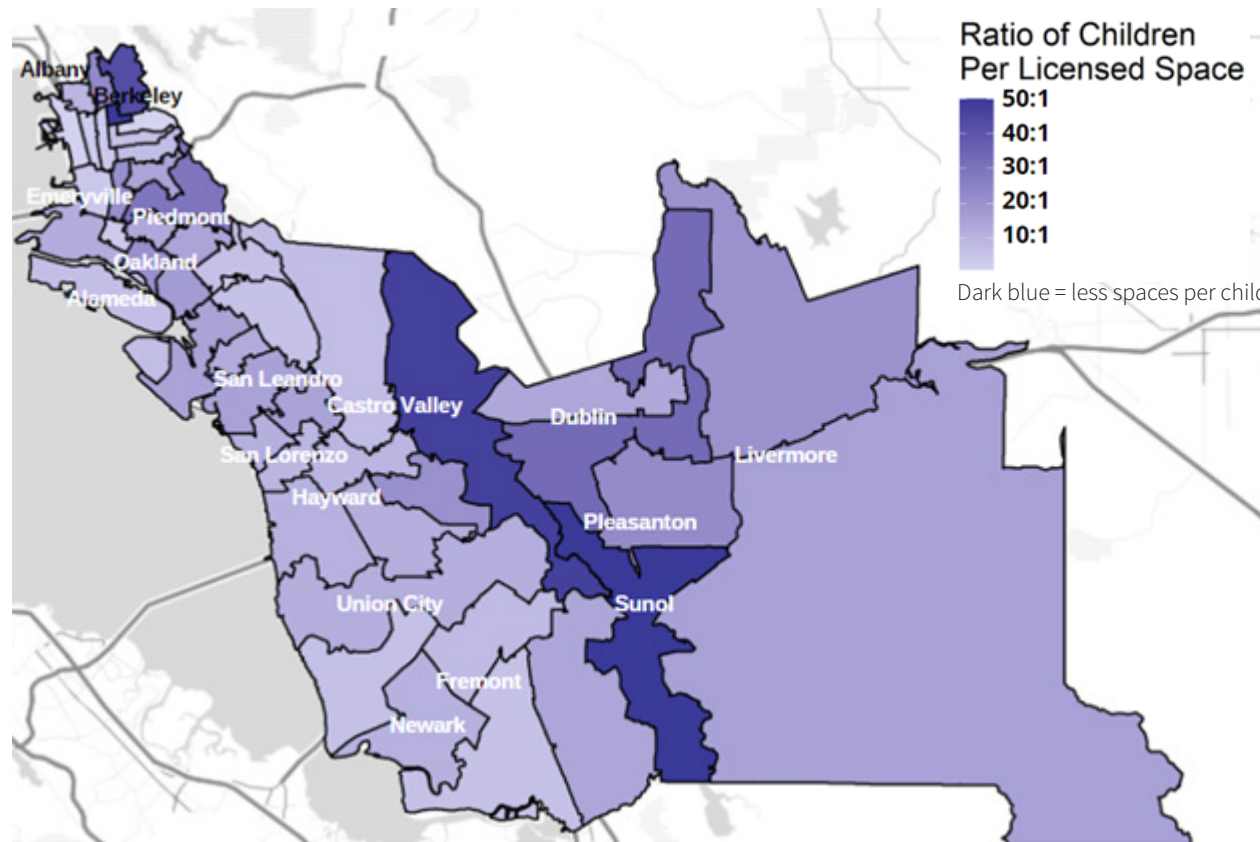 Ratio of Children
Per Licensed Space
50:1
40:1
30:1
20:1
10:1
Dark blue = less spaces per
Albany
Berkeley
Emeryville
Piedmont
Oakland
Alameda
San Leandro
Castro Valley
Dublin
San Lorenzo
Livermore
Hayward
Pleasanton
Union City
Sunol
Fremont
Newark